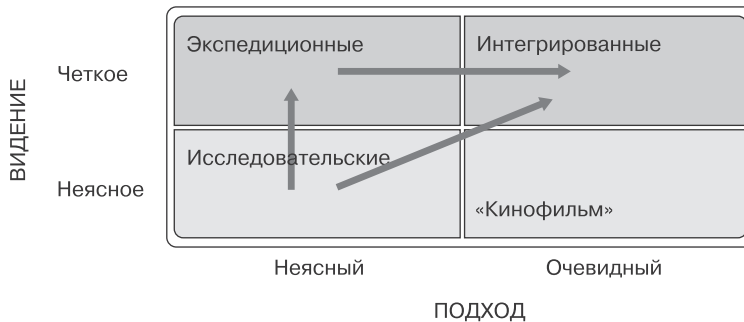 Экспедиционные
Интегрированные
Четкое
ВИДЕНИЕ
Исследовательские
Неясное
«Кинофильм»
Неясный
Очевидный
ПОДХОД